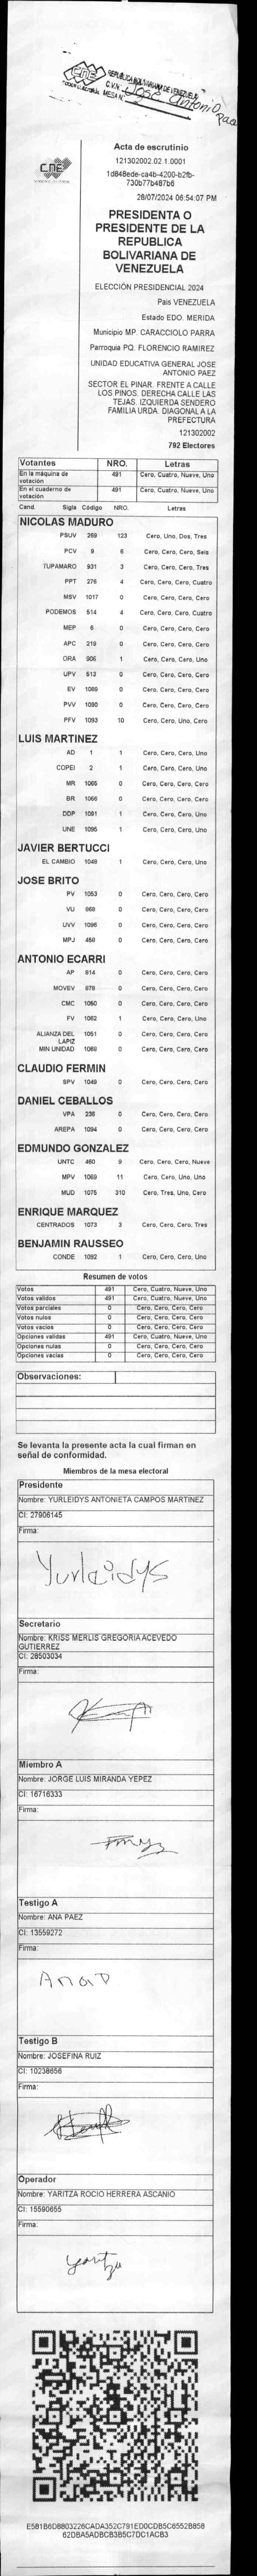 CNE
REPUBLICA BOLIVARIANA DE VENEZUELA
PODER ELECTORAL
C.V.N.: Jose Antonio Paez
MESA N°
CNE
Acta de escrutinio
121302002.02.1.0001
1d848ede-ca4b-4200-b2fb-
730b77b487b6
28/07/2024 06:54:07 PM
PRESIDENTA O
PRESIDENTE DE LA
REPUBLICA
BOLIVARIANA DE
VENEZUELA
ELECCIÓN PRESIDENCIAL 2024
Pais VENEZUELA
Estado EDO. MERIDA
Municipio MP. CARACCIOLO PARRA
Parroquia PQ. FLORENCIO RAMIREZ
UNIDAD EDUCATIVA GENERAL JOSE
ANTONIO PAEZ
SECTOR EL PINAR. FRENTE A CALLE
LOS PINOS. DERECHA CALLE LAS
TEJAS. IZQUIERDA SENDERO
FAMILIA URDA. DIAGONAL A LA
PREFECTURA
121302002
792 Electores
Votantes NRO. Letras
En la máquina de votación 491 Cero, Cuatro, Nueve, Uno
En el cuaderno de votación 491 Cero, Cuatro, Nueve, Uno
Cand. Sigla Código NRO. Letras
NICOLAS MADURO
PSUV 269 123 Cero, Uno, Dos, Tres
PCV 9 6 Cero, Cero, Cero, Seis
TUPAMARO 931 3 Cero, Cero, Cero, Tres
PPT 276 4 Cero, Cero, Cero, Cuatro
MSV 1017 0 Cero, Cero, Cero, Cero
PODEMOS 514 4 Cero, Cero, Cero, Cuatro
MEP 6 0 Cero, Cero, Cero, Cero
APC 219 0 Cero, Cero, Cero, Cero
ORA 906 1 Cero, Cero, Cero, Uno
UPV 513 0 Cero, Cero, Cero, Cero
EV 1089 0 Cero, Cero, Cero, Cero
PVV 1090 0 Cero, Cero, Cero, Cero
PFV 1093 10 Cero, Cero, Uno, Cero
LUIS MARTINEZ
AD 1 1 Cero, Cero, Cero, Uno
COPEI 2 1 Cero, Cero, Cero, Uno
MR 1065 0 Cero, Cero, Cero, Cero
BR 1066 0 Cero, Cero, Cero, Cero
DDP 1091 1 Cero, Cero, Cero, Uno
UNE 1095 1 Cero, Cero, Cero, Uno
JAVIER BERTUCCI
EL CAMBIO 1048 1 Cero, Cero, Cero, Uno
JOSE BRITO
PV 1053 0 Cero, Cero, Cero, Cero
VU 868 0 Cero, Cero, Cero, Cero
UVV 1096 0 Cero, Cero, Cero, Cero
MPJ 458 0 Cero, Cero, Cero, Cero
ANTONIO ECARRI
AP 814 0 Cero, Cero, Cero, Cero
MOVEV 878 0 Cero, Cero, Cero, Cero
CMC 1060 0 Cero, Cero, Cero, Cero
FV 1062 1 Cero, Cero, Cero, Uno
ALIANZA DEL LAPIZ 1051 0 Cero, Cero, Cero, Cero
MIN UNIDAD 1068 0 Cero, Cero, Cero, Cero
CLAUDIO FERMIN
SPV 1049 0 Cero, Cero, Cero, Cero
DANIEL CEBALLOS
VPA 236 0 Cero, Cero, Cero, Cero
AREPA 1094 0 Cero, Cero, Cero, Cero
EDMUNDO GONZALEZ
UNTC 460 9 Cero, Cero, Cero, Nueve
MPV 1069 11 Cero, Cero, Uno, Uno
MUD 1075 310 Cero, Tres, Uno, Cero
ENRIQUE MARQUEZ
CENTRADOS 1073 3 Cero, Cero, Cero, Tres
BENJAMIN RAUSSEO
CONDE 1092 1 Cero, Cero, Cero, Uno
Resumen de votos
Votos 491 Cero, Cuatro, Nueve, Uno
Votos validos 491 Cero, Cuatro, Nueve, Uno
Votos parciales 0 Cero, Cero, Cero, Cero
Votos nulos 0 Cero, Cero, Cero, Cero
Votos vacios 0 Cero, Cero, Cero, Cero
Opciones validas 491 Cero, Cuatro, Nueve, Uno
Opciones nulas 0 Cero, Cero, Cero, Cero
Opciones vacias 0 Cero, Cero, Cero, Cero
Observaciones:
Se levanta la presente acta la cual firman en
señal de conformidad.
Miembros de la mesa electoral
Presidente
Nombre: YURLEIDYS ANTONIETA CAMPOS MARTINEZ
CI: 27906145
Firma:
Yurleidys
Secretario
Nombre: KRISS MERLIS GREGORIA ACEVEDO
GUTIERREZ
CI: 28503034
Firma:
Miembro A
Nombre: JORGE LUIS MIRANDA YEPEZ
CI: 16716333
Firma:
Testigo A
Nombre: ANA PAEZ
CI: 13559272
Firma:
Ana P
Testigo B
Nombre: JOSEFINA RUIZ
CI: 10238656
Firma:
Operador
Nombre: YARITZA ROCIO HERRERA ASCANIO
CI: 15590655
Firma:
Yaritza
E581B6D8803226CADA352C791ED0CDB5C6552B858
62DBA5ADBCB3B5C7DC1ACB3